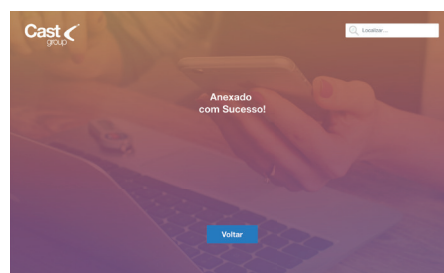 Cast
group
Localizar...
Anexado
com Sucesso!
Voltar